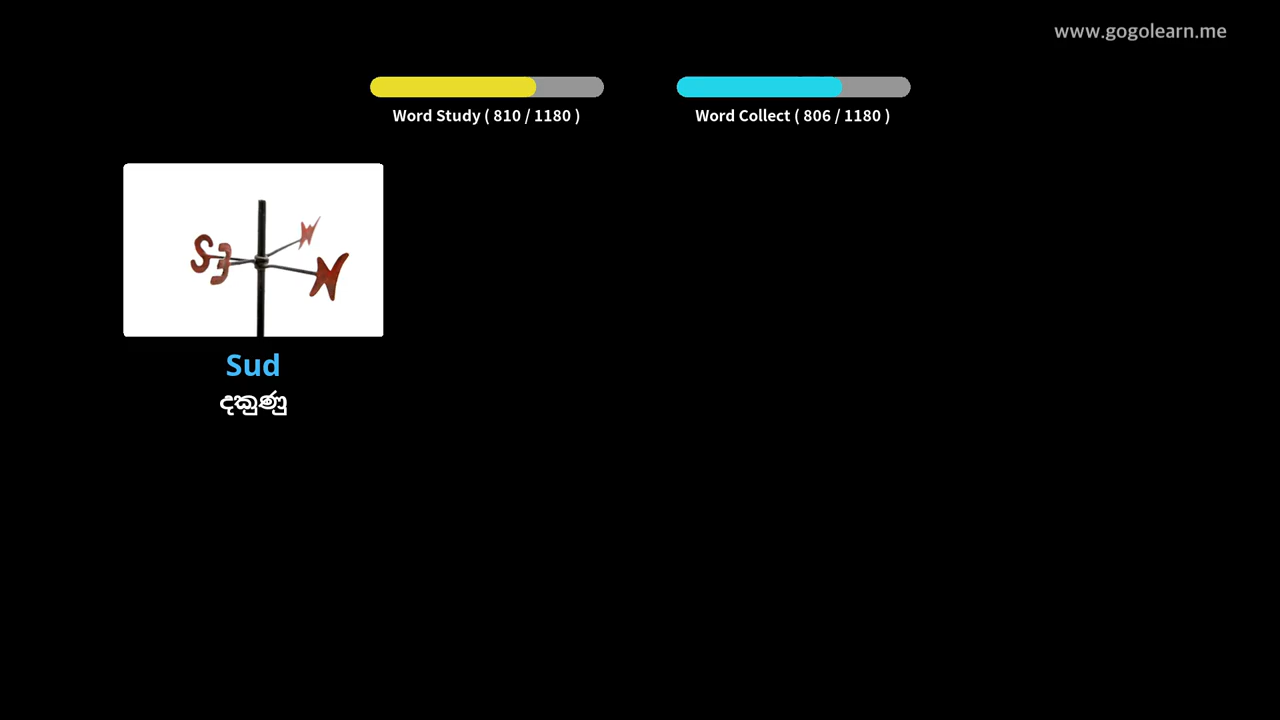 www.gogolearn.me
Word Study ( 810 / 1180 )
Word Collect ( 806 / 1180 )
S E N N
Sud
දකුණු